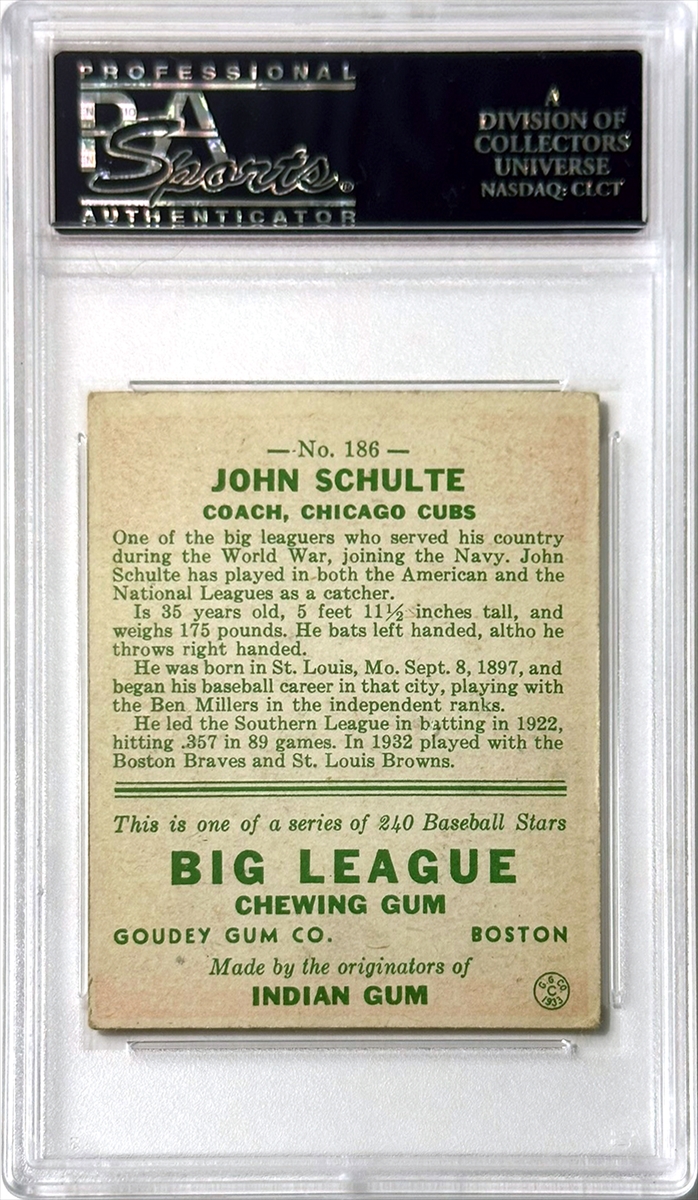 PROFESSIONAL
PSA
Sports®
AUTHENTICATOR
A
DIVISION OF
COLLECTORS
UNIVERSE
NASDAQ: CLCT
— No. 186 —
JOHN SCHULTE
COACH, CHICAGO CUBS
One of the big leaguers who served his country
during the World War, joining the Navy. John
Schulte has played in both the American and the
National Leagues as a catcher.
Is 35 years old, 5 feet 11½ inches tall, and
weighs 175 pounds. He bats left handed, altho he
throws right handed.
He was born in St. Louis, Mo. Sept. 8, 1897, and
began his baseball career in that city, playing with
the Ben Millers in the independent ranks.
He led the Southern League in batting in 1922,
hitting .357 in 89 games. In 1932 played with the
Boston Braves and St. Louis Browns.
This is one of a series of 240 Baseball Stars
BIG LEAGUE
CHEWING GUM
GOUDEY GUM CO. BOSTON
Made by the originators of
INDIAN GUM
G. G. CO.
C
1933